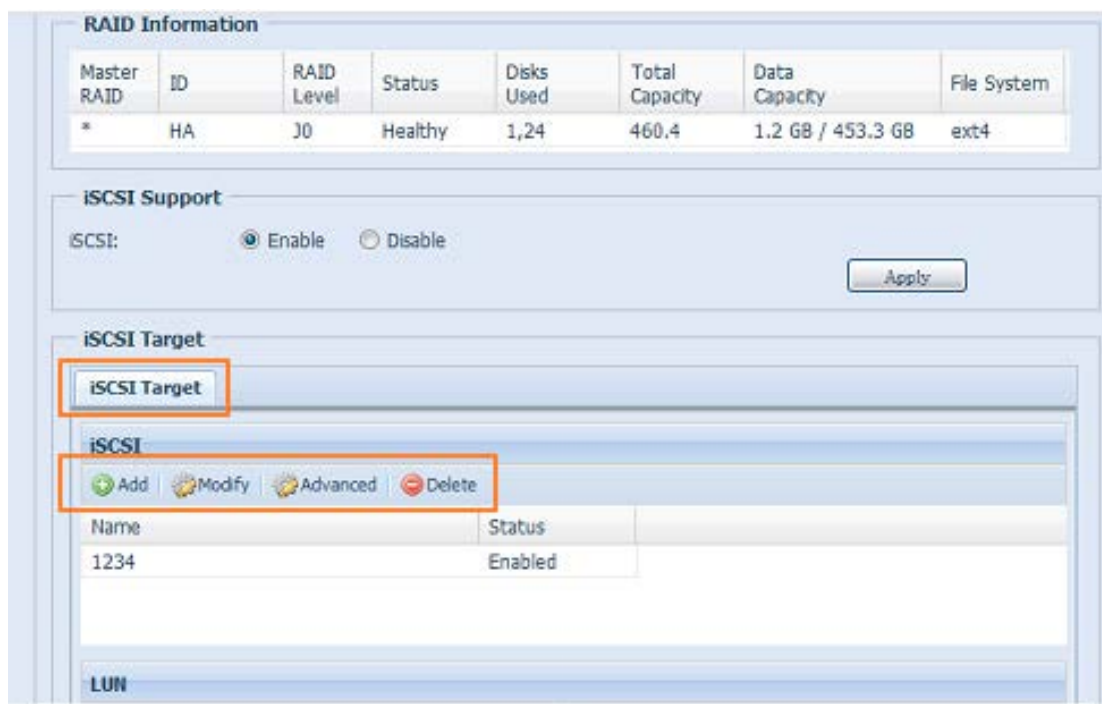 RAID Information
Master RAID ID RAID Level Status Disks Used Total Capacity Data Capacity File System
* HA J0 Healthy 1,24 460.4 1.2 GB / 453.3 GB ext4
iSCSI Support
iSCSI: Enable Disable
Apply
iSCSI Target
iSCSI Target
iSCSI
Add Modify Advanced Delete
Name Status
1234 Enabled
LUN